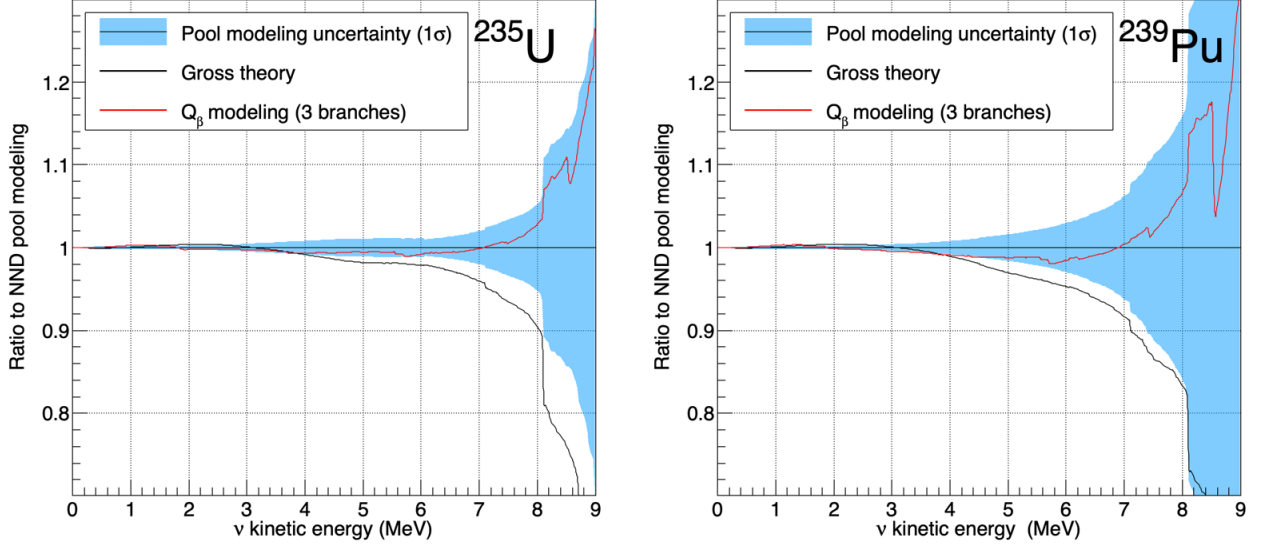 Pool modeling uncertainty (1σ)
Gross theory
Qβ modeling (3 branches)
235U
Ratio to NND pool modeling
1.2
1.1
1
0.9
0.8
0 1 2 3 4 5 6 7 8 9
ν kinetic energy (MeV)
Pool modeling uncertainty (1σ)
Gross theory
Qβ modeling (3 branches)
239Pu
Ratio to NND pool modeling
1.2
1.1
1
0.9
0.8
0 1 2 3 4 5 6 7 8 9
ν kinetic energy (MeV)